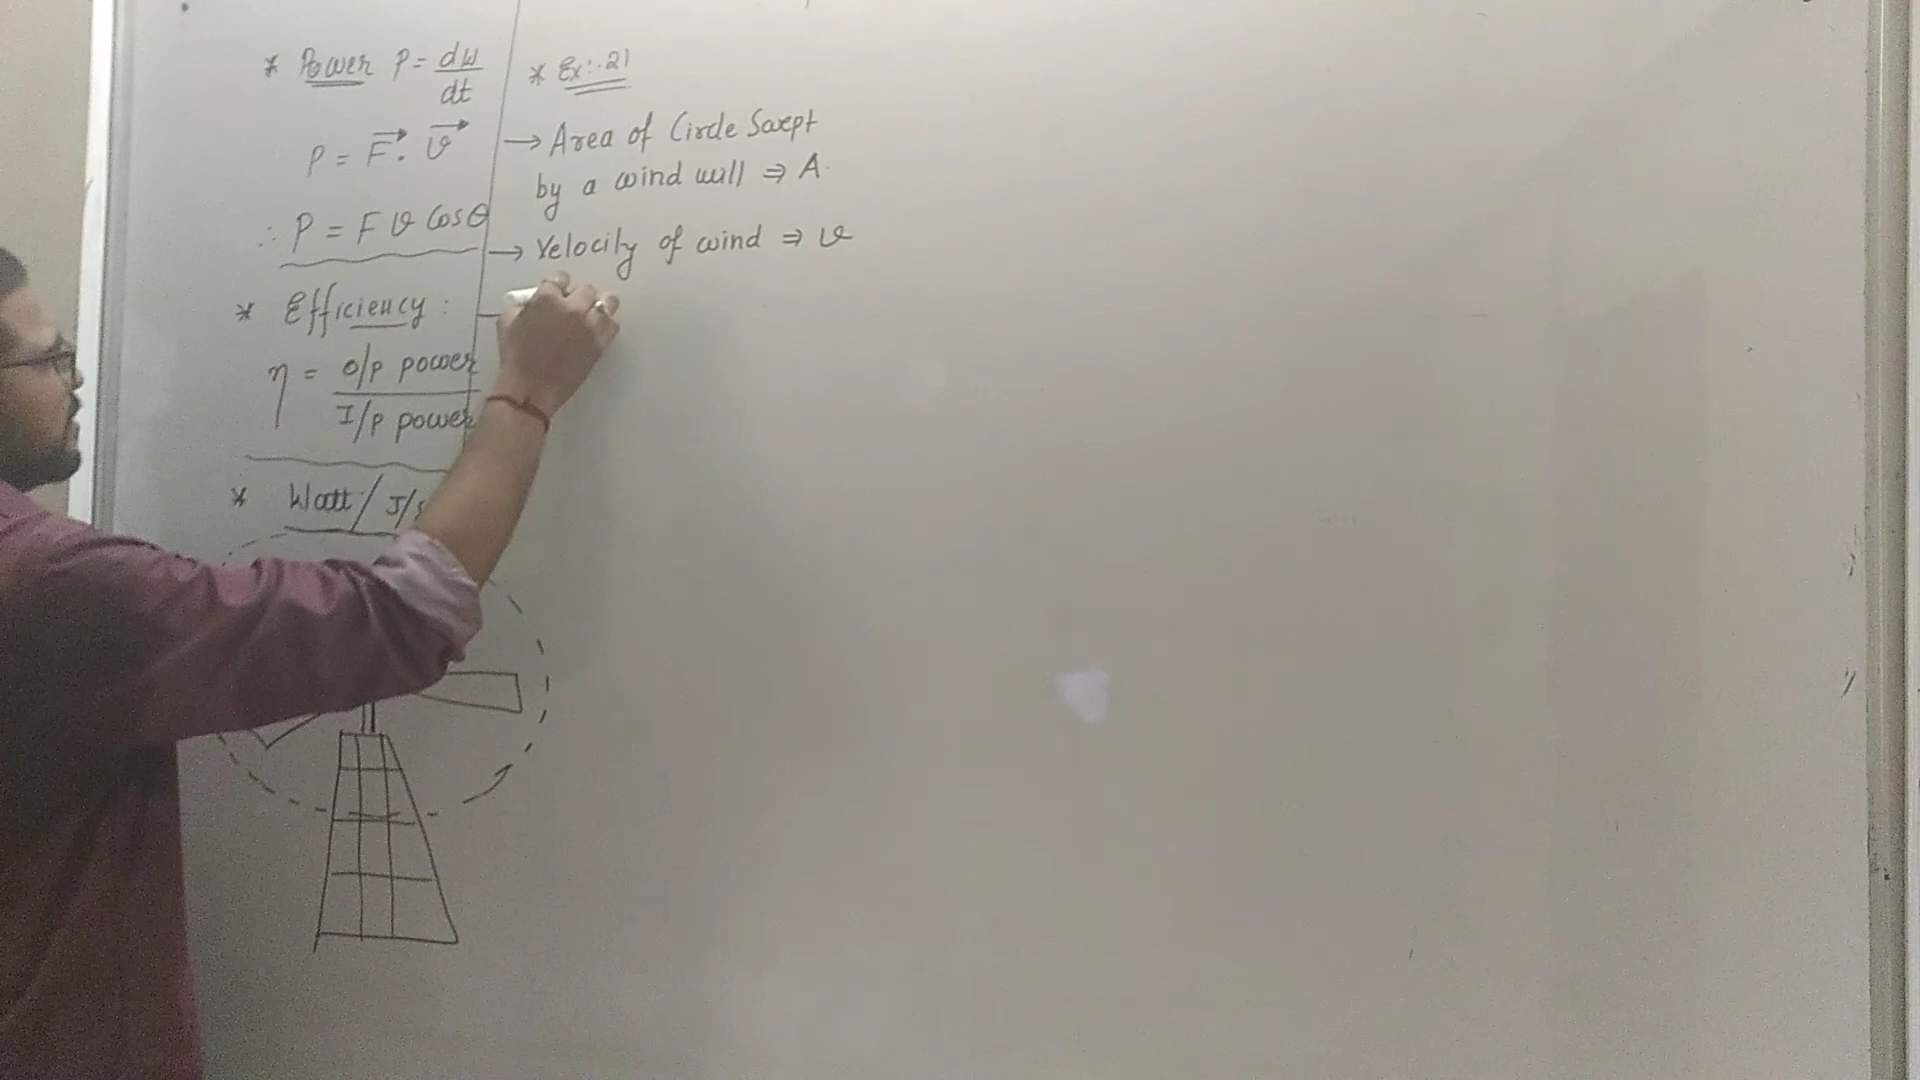 * Power P = dW/dt
P = F⃗ . v⃗
∴ P = F v Cosθ
* Efficiency :
η = O/P power / I/P power
* Watt / J/s
* Ex:-21
→ Area of Circle Swept
by a wind will ⇒ A.
→ Velocity of wind ⇒ v